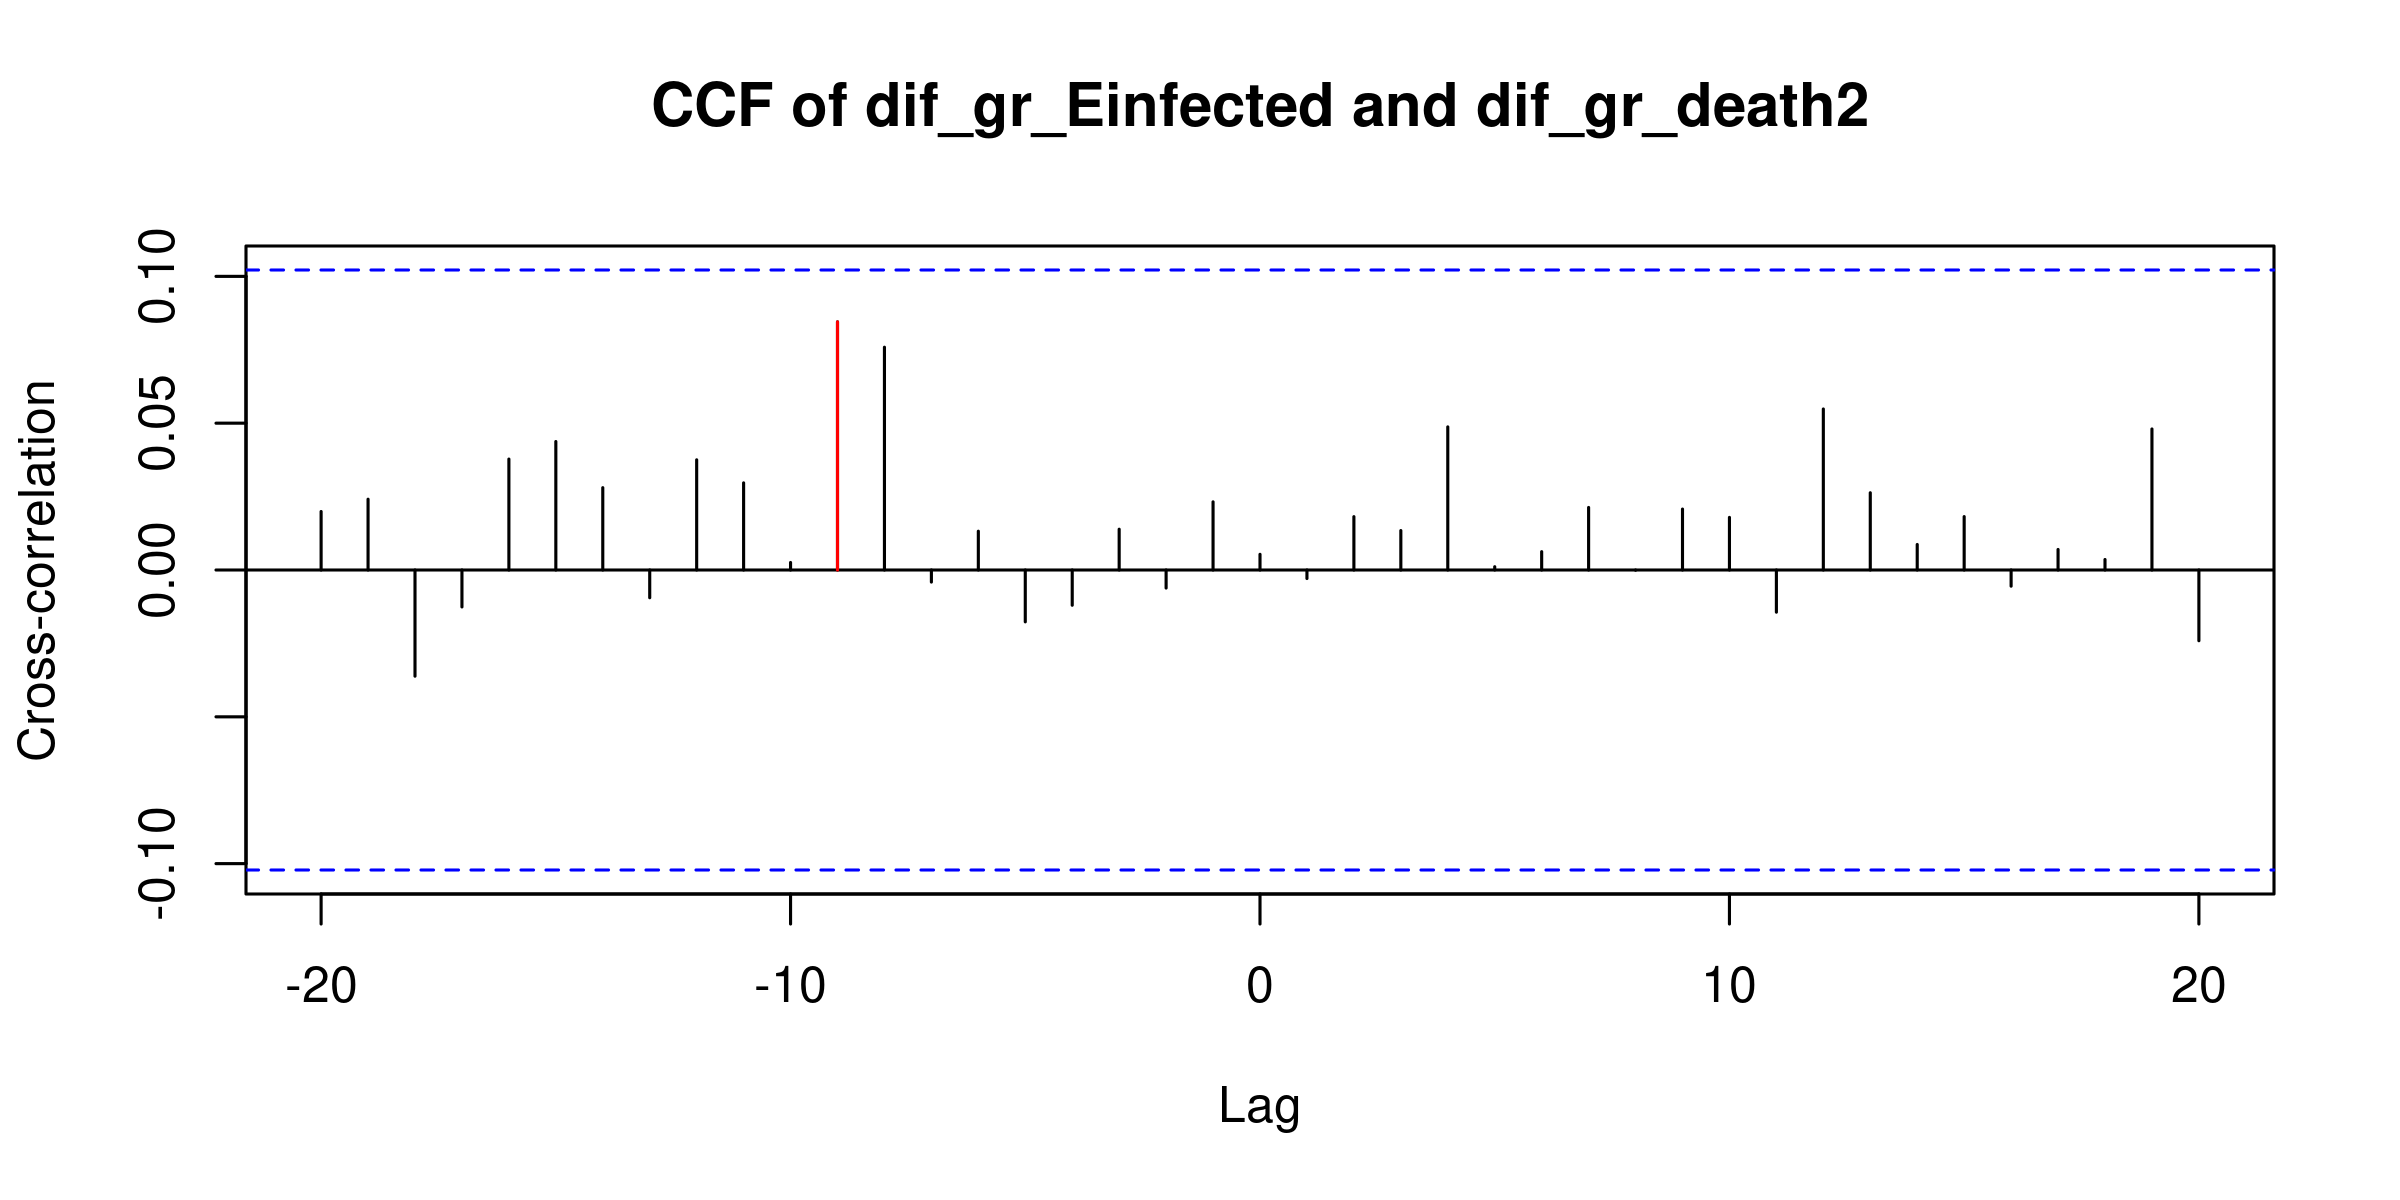 CCF of dif_gr_Einfected and dif_gr_death2
Cross-correlation
0.10
0.05
0.00
-0.10
-20 -10 0 10 20
Lag